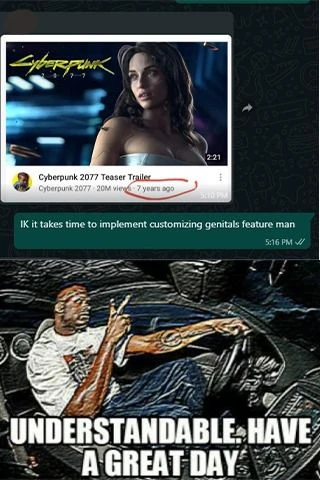 Cyberpunk
2077
2:21
Cyberpunk 2077 Teaser Trailer
Cyberpunk 2077 · 20M views · 7 years ago
5:10 PM
IK it takes time to implement customizing genitals feature man
5:16 PM
UNDERSTANDABLE. HAVE
A GREAT DAY